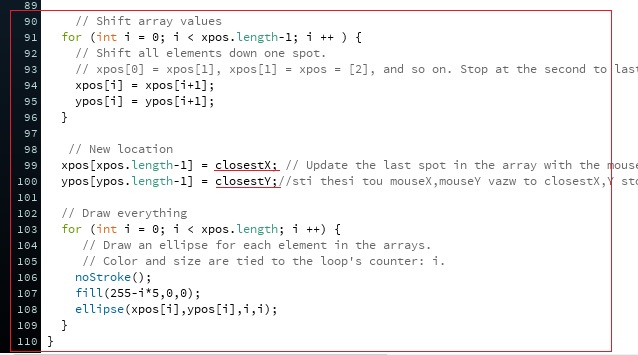 89
90 // Shift array values
91 for (int i = 0; i < xpos.length-1; i ++ ) {
92 // Shift all elements down one spot.
93 // xpos[0] = xpos[1], xpos[1] = xpos = [2], and so on. Stop at the second to last
94 xpos[i] = xpos[i+1];
95 ypos[i] = ypos[i+1];
96 }
97
98 // New location
99 xpos[xpos.length-1] = closestX; // Update the last spot in the array with the mouse
100 ypos[ypos.length-1] = closestY;//sti thesi tou mouseX,mouseY vazw to closestX,Y sto
101
102 // Draw everything
103 for (int i = 0; i < xpos.length; i ++) {
104 // Draw an ellipse for each element in the arrays.
105 // Color and size are tied to the loop's counter: i.
106 noStroke();
107 fill(255-i*5,0,0);
108 ellipse(xpos[i],ypos[i],i,i);
109 }
110 }